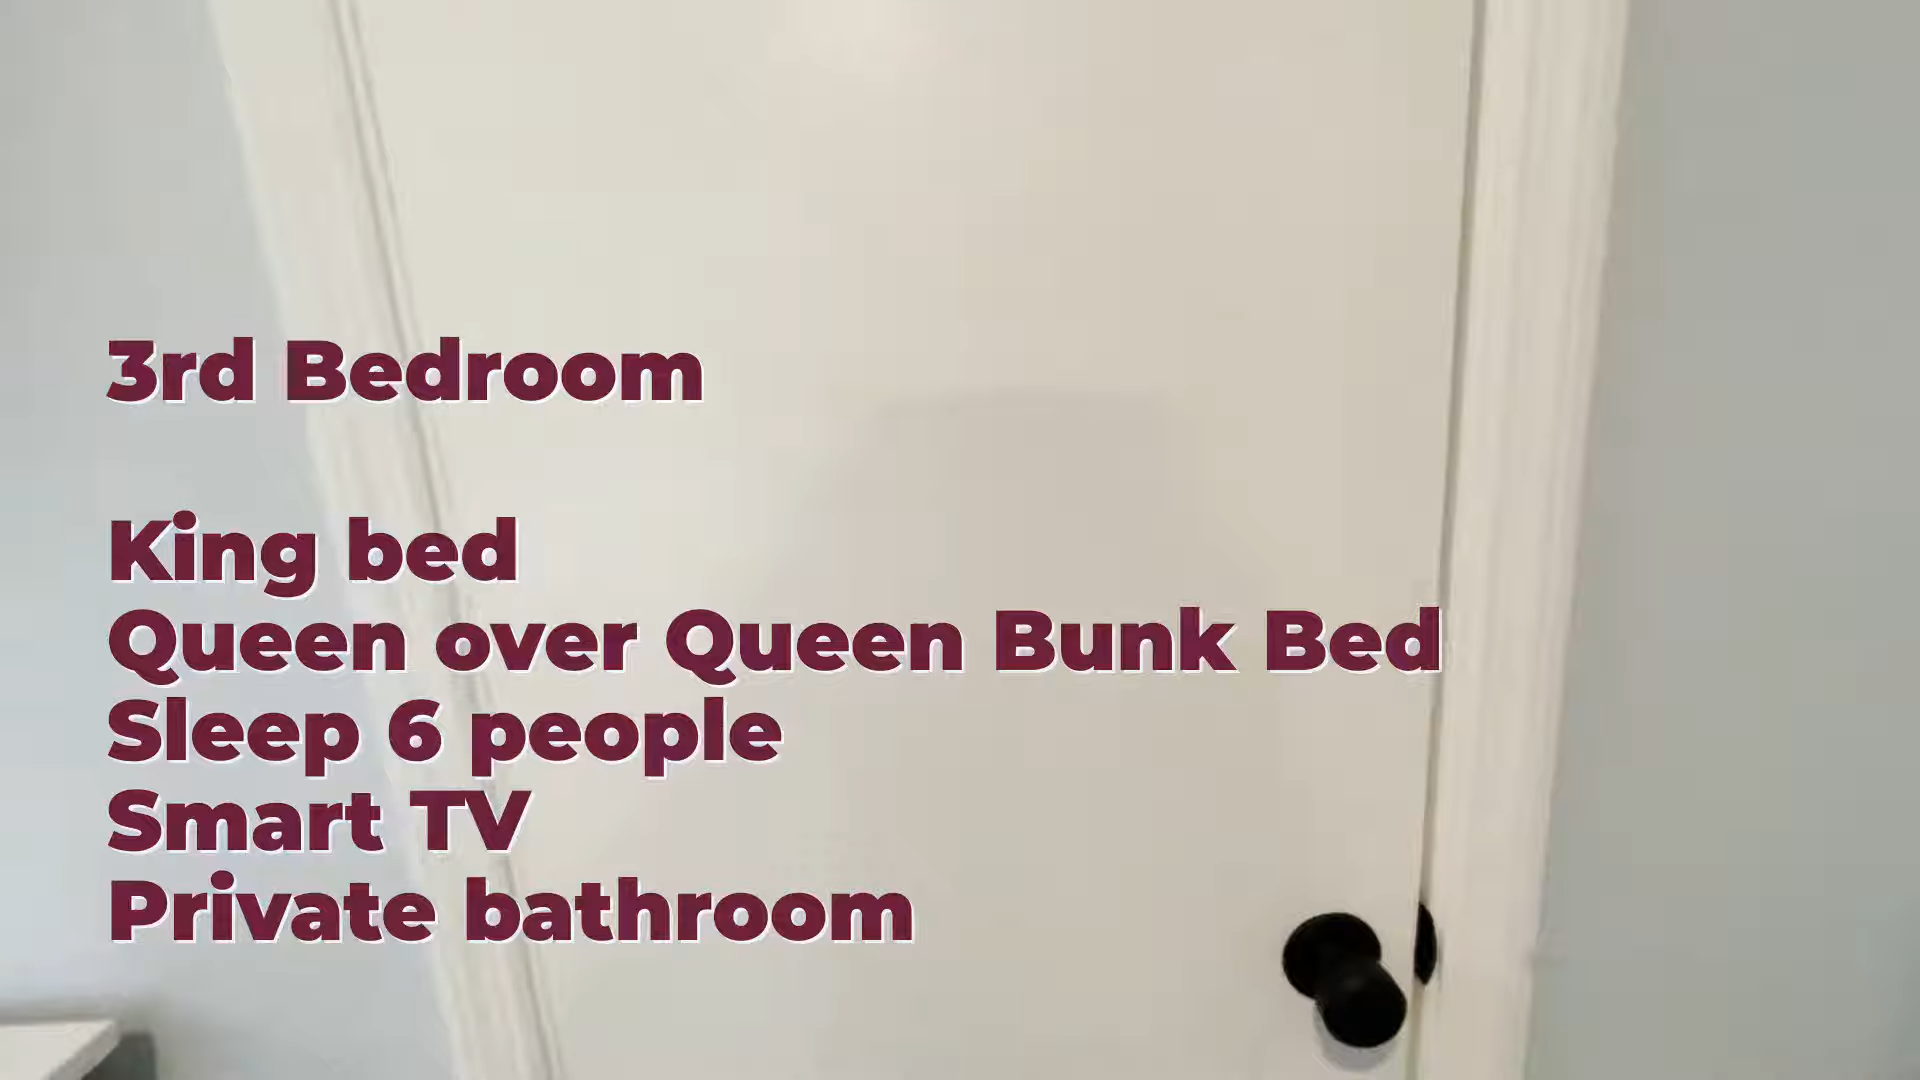 3rd Bedroom
King bed
Queen over Queen Bunk Bed
Sleep 6 people
Smart TV
Private bathroom